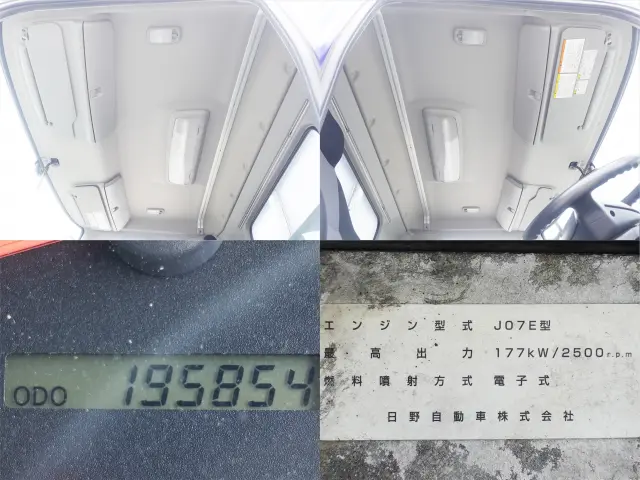 ODO 195854
エンジン型式 J07E型
最高出力 177kW/2500r.p.m
燃料噴射方式 電子式
日野自動車株式会社